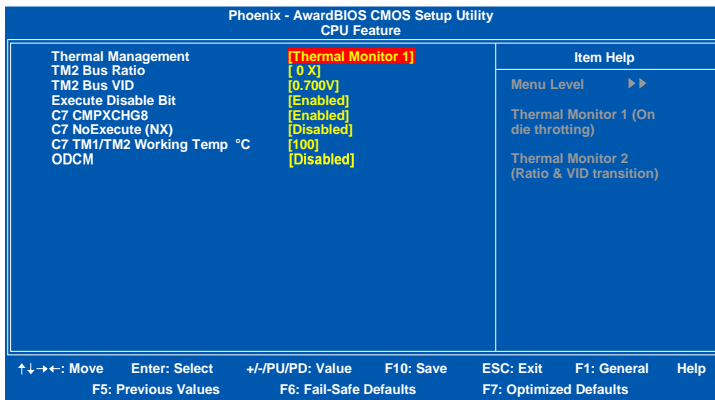 Phoenix - AwardBIOS CMOS Setup Utility
CPU Feature
Thermal Management [Thermal Monitor 1]
TM2 Bus Ratio [ 0 X]
TM2 Bus VID [0.700V]
Execute Disable Bit [Enabled]
C7 CMPXCHG8 [Enabled]
C7 NoExecute (NX) [Disabled]
C7 TM1/TM2 Working Temp °C [100]
ODCM [Disabled]
Item Help
Menu Level ►►
Thermal Monitor 1 (On
die throtting)
Thermal Monitor 2
(Ratio & VID transition)
↑↓→←: Move Enter: Select +/-/PU/PD: Value F10: Save ESC: Exit F1: General Help
F5: Previous Values F6: Fail-Safe Defaults F7: Optimized Defaults